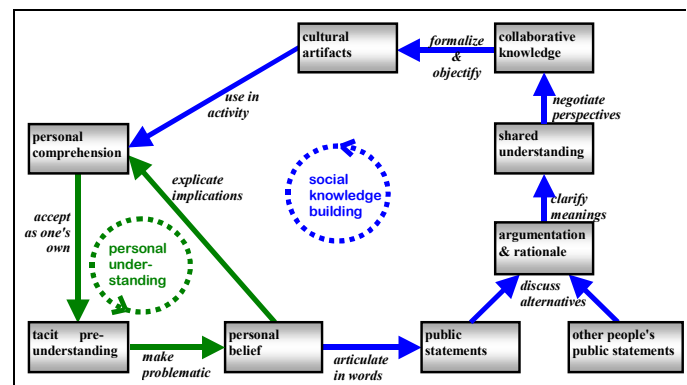 cultural
artifacts
formalize
&
objectify
collaborative
knowledge
use in
activity
negotiate
perspectives
personal
comprehension
shared
understanding
explicate
implications
social
knowledge
building
clarify
meanings
accept
as one's
own
personal
under-
standing
argumentation
& rationale
discuss
alternatives
tacit pre-
understanding
make
problematic
personal
belief
articulate
in words
public
statements
other people's
public statements